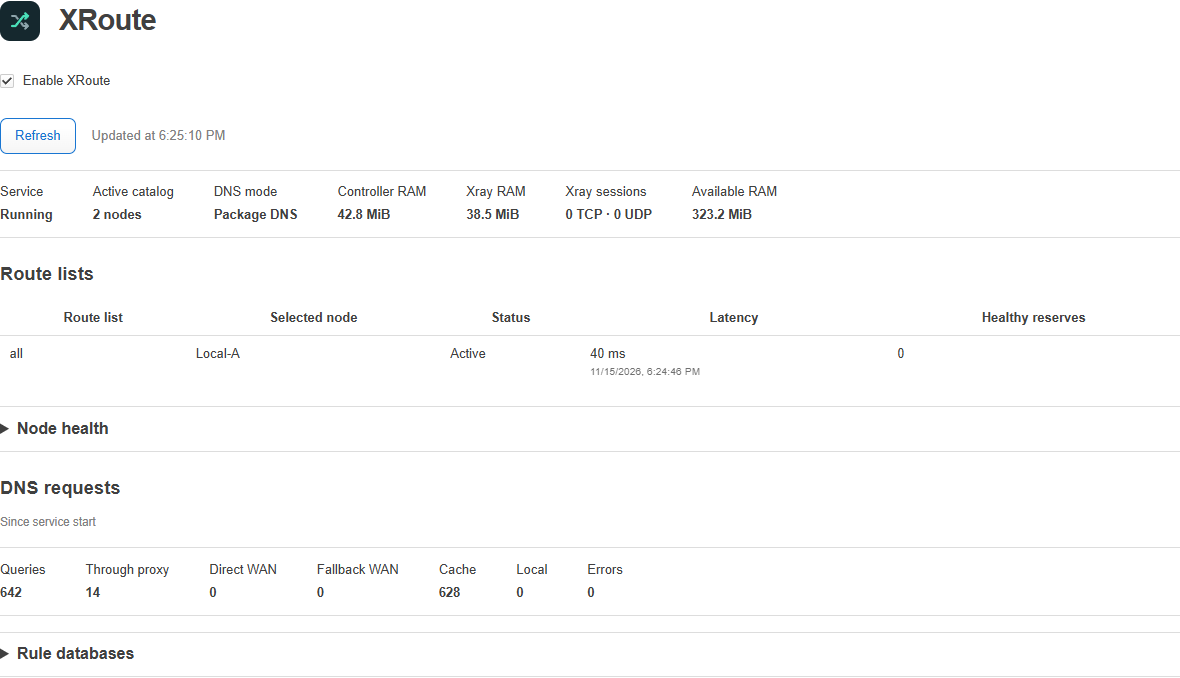 XRoute
Enable XRoute
Refresh Updated at 6:25:10 PM
Service Active catalog DNS mode Controller RAM Xray RAM Xray sessions Available RAM
Running 2 nodes Package DNS 42.8 MiB 38.5 MiB 0 TCP · 0 UDP 323.2 MiB
Route lists
Route list Selected node Status Latency Healthy reserves
all Local-A Active 40 ms 0
11/15/2026, 6:24:46 PM
Node health
DNS requests
Since service start
Queries Through proxy Direct WAN Fallback WAN Cache Local Errors
642 14 0 0 628 0 0
Rule databases